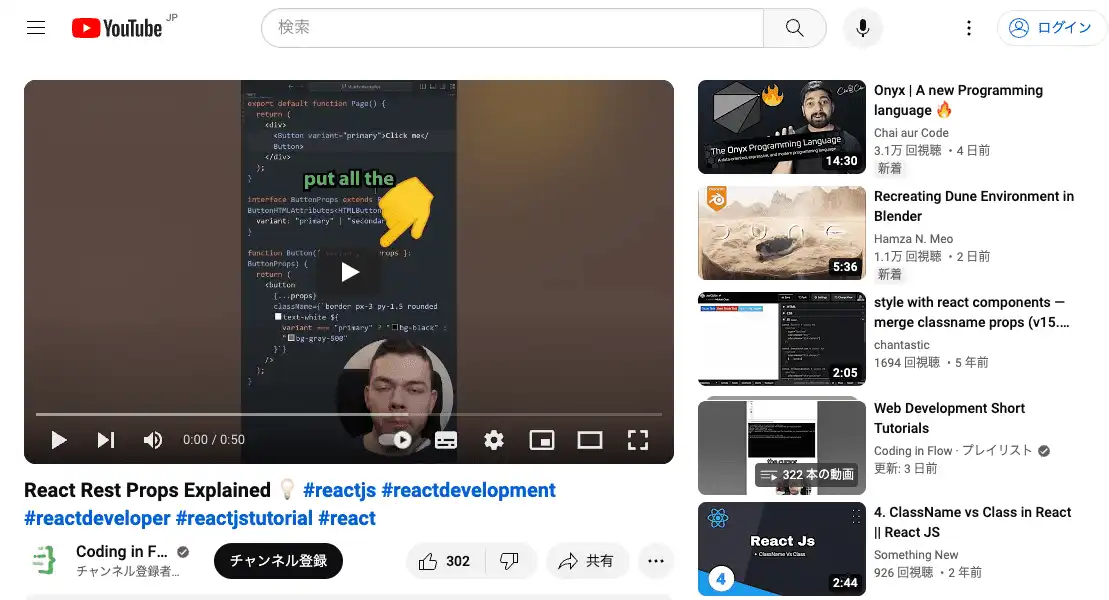 YouTube JP
検索
ログイン
export default function Page() {
return (
<div>
<Button variant="primary">Click me</
Button>
</div>
);
}
put all the
interface ButtonProps extends
ButtonHTMLAttributes<HTMLButton
variant: "primary" | "secondar
}
function Button({
props }:
ButtonProps) {
return (
<button
{...props}
className={`border px-3 py-1.5 rounded
text-white ${
variant === "primary" ? "bg-black" :
"bg-gray-500"
}`}
/>
);
}
0:00 / 0:50
React Rest Props Explained 💡 #reactjs #reactdevelopment
#reactdeveloper #reactjstutorial #react
Coding in F...
チャンネル登録者...
チャンネル登録
302
共有
The Onyx Programming Language
14:30
Onyx | A new Programming
language 🔥
Chai aur Code
3.1万 回視聴 ・4 日前
新着
DUNE
5:36
Recreating Dune Environment in
Blender
Hamza N. Meo
1.1万 回視聴 ・2 日前
新着
2:05
style with react components —
merge classname props (v15....
chantastic
1694 回視聴 ・5 年前
the cursor
322 本の動画
Web Development Short
Tutorials
Coding in Flow · プレイリスト
更新: 3 日前
React Js
• ClassName Vs Class
4
2:44
4. ClassName vs Class in React
|| React JS
Something New
926 回視聴 ・2 年前